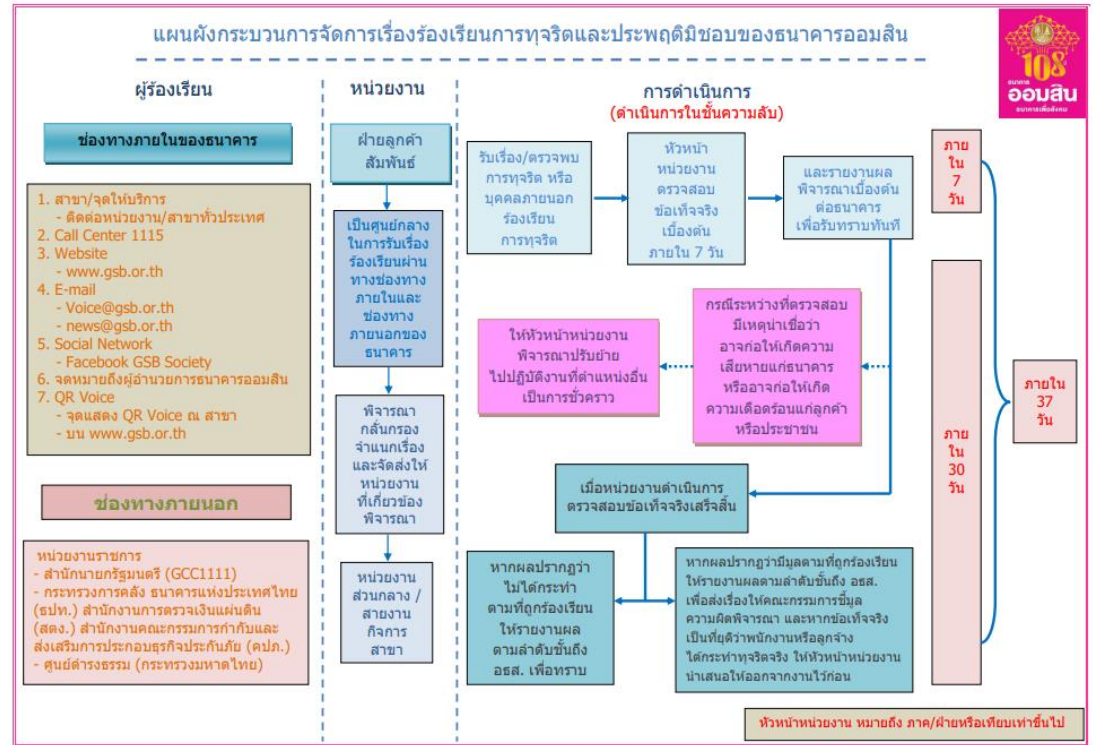 แผนผังกระบวนการจัดการเรื่องร้องเรียนการทุจริตและประพฤติมิชอบของธนาคารออมสิน
108
ธนาคาร
ออมสิน
ธนาคารเพื่อสังคม
ผู้ร้องเรียน
ช่องทางภายในของธนาคาร
1. สาขา/จุดให้บริการ
- ติดต่อหน่วยงาน/สาขาทั่วประเทศ
2. Call Center 1115
3. Website
- www.gsb.or.th
4. E-mail
- Voice@gsb.or.th
- news@gsb.or.th
5. Social Network
- Facebook GSB Society
6. จดหมายถึงผู้อำนวยการธนาคารออมสิน
7. QR Voice
- จุดแสดง QR Voice ณ สาขา
- บน www.gsb.or.th
ช่องทางภายนอก
หน่วยงานราชการ
- สำนักนายกรัฐมนตรี (GCC1111)
- กระทรวงการคลัง ธนาคารแห่งประเทศไทย
(ธปท.) สำนักงานการตรวจเงินแผ่นดิน
(สตง.) สำนักงานคณะกรรมการกำกับและ
ส่งเสริมการประกอบธุรกิจประกันภัย (คปภ.)
- ศูนย์ดำรงธรรม (กระทรวงมหาดไทย)
หน่วยงาน
ฝ่ายลูกค้า
สัมพันธ์
เป็นศูนย์กลาง
ในการรับเรื่อง
ร้องเรียนผ่าน
ทางช่องทาง
ภายในและ
ช่องทาง
ภายนอกของ
ธนาคาร
พิจารณา
กลั่นกรอง
จำแนกเรื่อง
และจัดส่งให้
หน่วยงาน
ที่เกี่ยวข้อง
พิจารณา
หน่วยงาน
ส่วนกลาง /
สายงาน
กิจการ
สาขา
การดำเนินการ
(ดำเนินการในชั้นความลับ)
รับเรื่อง/ตรวจพบ
การทุจริต หรือ
บุคคลภายนอก
ร้องเรียน
การทุจริต
หัวหน้า
หน่วยงาน
ตรวจสอบ
ข้อเท็จจริง
เบื้องต้น
ภายใน 7 วัน
และรายงานผล
พิจารณาเบื้องต้น
ต่อธนาคาร
เพื่อรับทราบทันที
กรณีระหว่างที่ตรวจสอบ
มีเหตุน่าเชื่อว่า
อาจก่อให้เกิดความ
เสียหายแก่ธนาคาร
หรืออาจก่อให้เกิด
ความเดือดร้อนแก่ลูกค้า
หรือประชาชน
ให้หัวหน้าหน่วยงาน
พิจารณาปรับย้าย
ไปปฏิบัติงานที่ตำแหน่งอื่น
เป็นการชั่วคราว
เมื่อหน่วยงานดำเนินการ
ตรวจสอบข้อเท็จจริงเสร็จสิ้น
หากผลปรากฏว่า
ไม่ได้กระทำ
ตามที่ถูกร้องเรียน
ให้รายงานผล
ตามลำดับชั้นถึง
อธส. เพื่อทราบ
หากผลปรากฏว่ามีมูลตามที่ถูกร้องเรียน
ให้รายงานผลตามลำดับชั้นถึง อธส.
เพื่อส่งเรื่องให้คณะกรรมการชี้มูล
ความผิดพิจารณา และหากข้อเท็จจริง
เป็นที่ยุติว่าพนักงานหรือลูกจ้าง
ได้กระทำทุจริตจริง ให้หัวหน้าหน่วยงาน
นำเสนอให้ออกจากงานไว้ก่อน
ภาย
ใน
7
วัน
ภาย
ใน
30
วัน
ภายใน
37
วัน
หัวหน้าหน่วยงาน หมายถึง ภาค/ฝ่ายหรือเทียบเท่าขึ้นไป